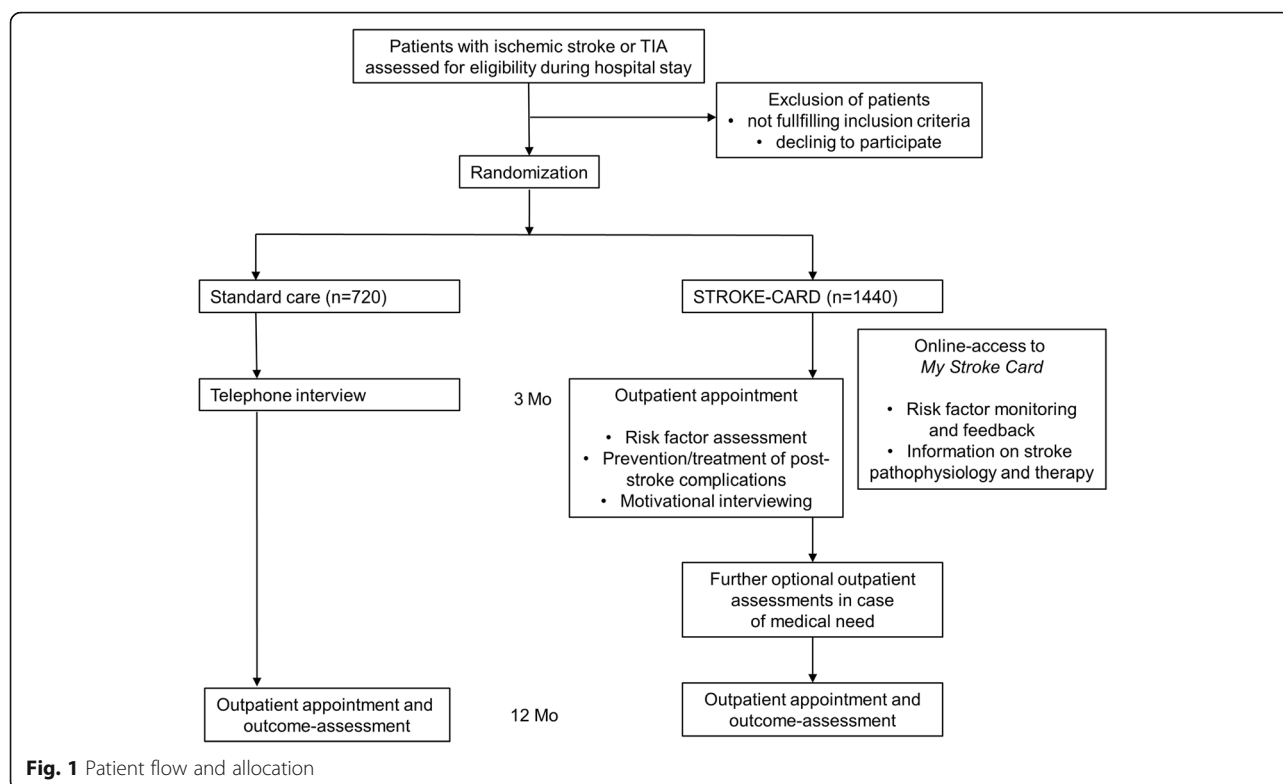 Patients with ischemic stroke or TIA
assessed for eligibility during hospital stay
Exclusion of patients
• not fullfilling inclusion criteria
• declinig to participate
Randomization
Standard care (n=720)
STROKE-CARD (n=1440)
Online-access to
My Stroke Card
• Risk factor monitoring
and feedback
• Information on stroke
pathophysiology and therapy
Telephone interview
3 Mo
Outpatient appointment
• Risk factor assessment
• Prevention/treatment of post-
stroke complications
• Motivational interviewing
Further optional outpatient
assessments in case
of medical need
Outpatient appointment and
outcome-assessment
12 Mo
Outpatient appointment and
outcome-assessment
Fig. 1 Patient flow and allocation